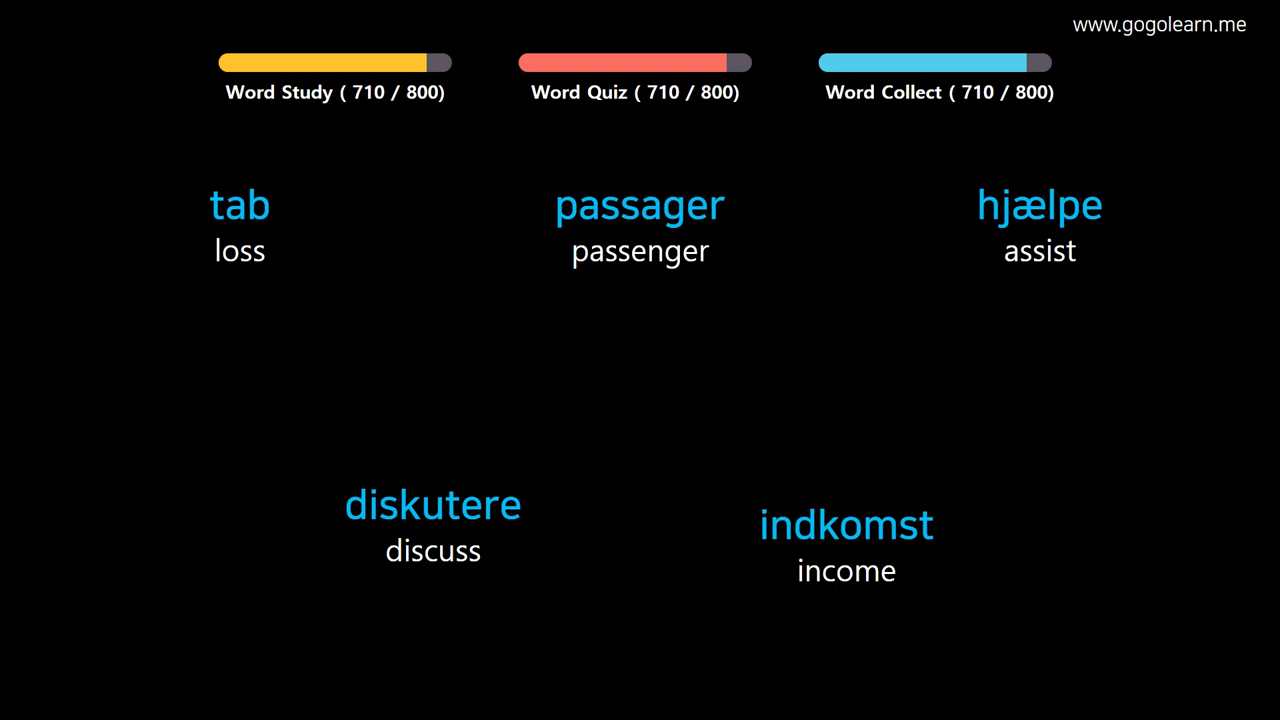 www.gogolearn.me
Word Study ( 710 / 800)
Word Quiz ( 710 / 800)
Word Collect ( 710 / 800)
tab
loss
passager
passenger
hjælpe
assist
diskutere
discuss
indkomst
income